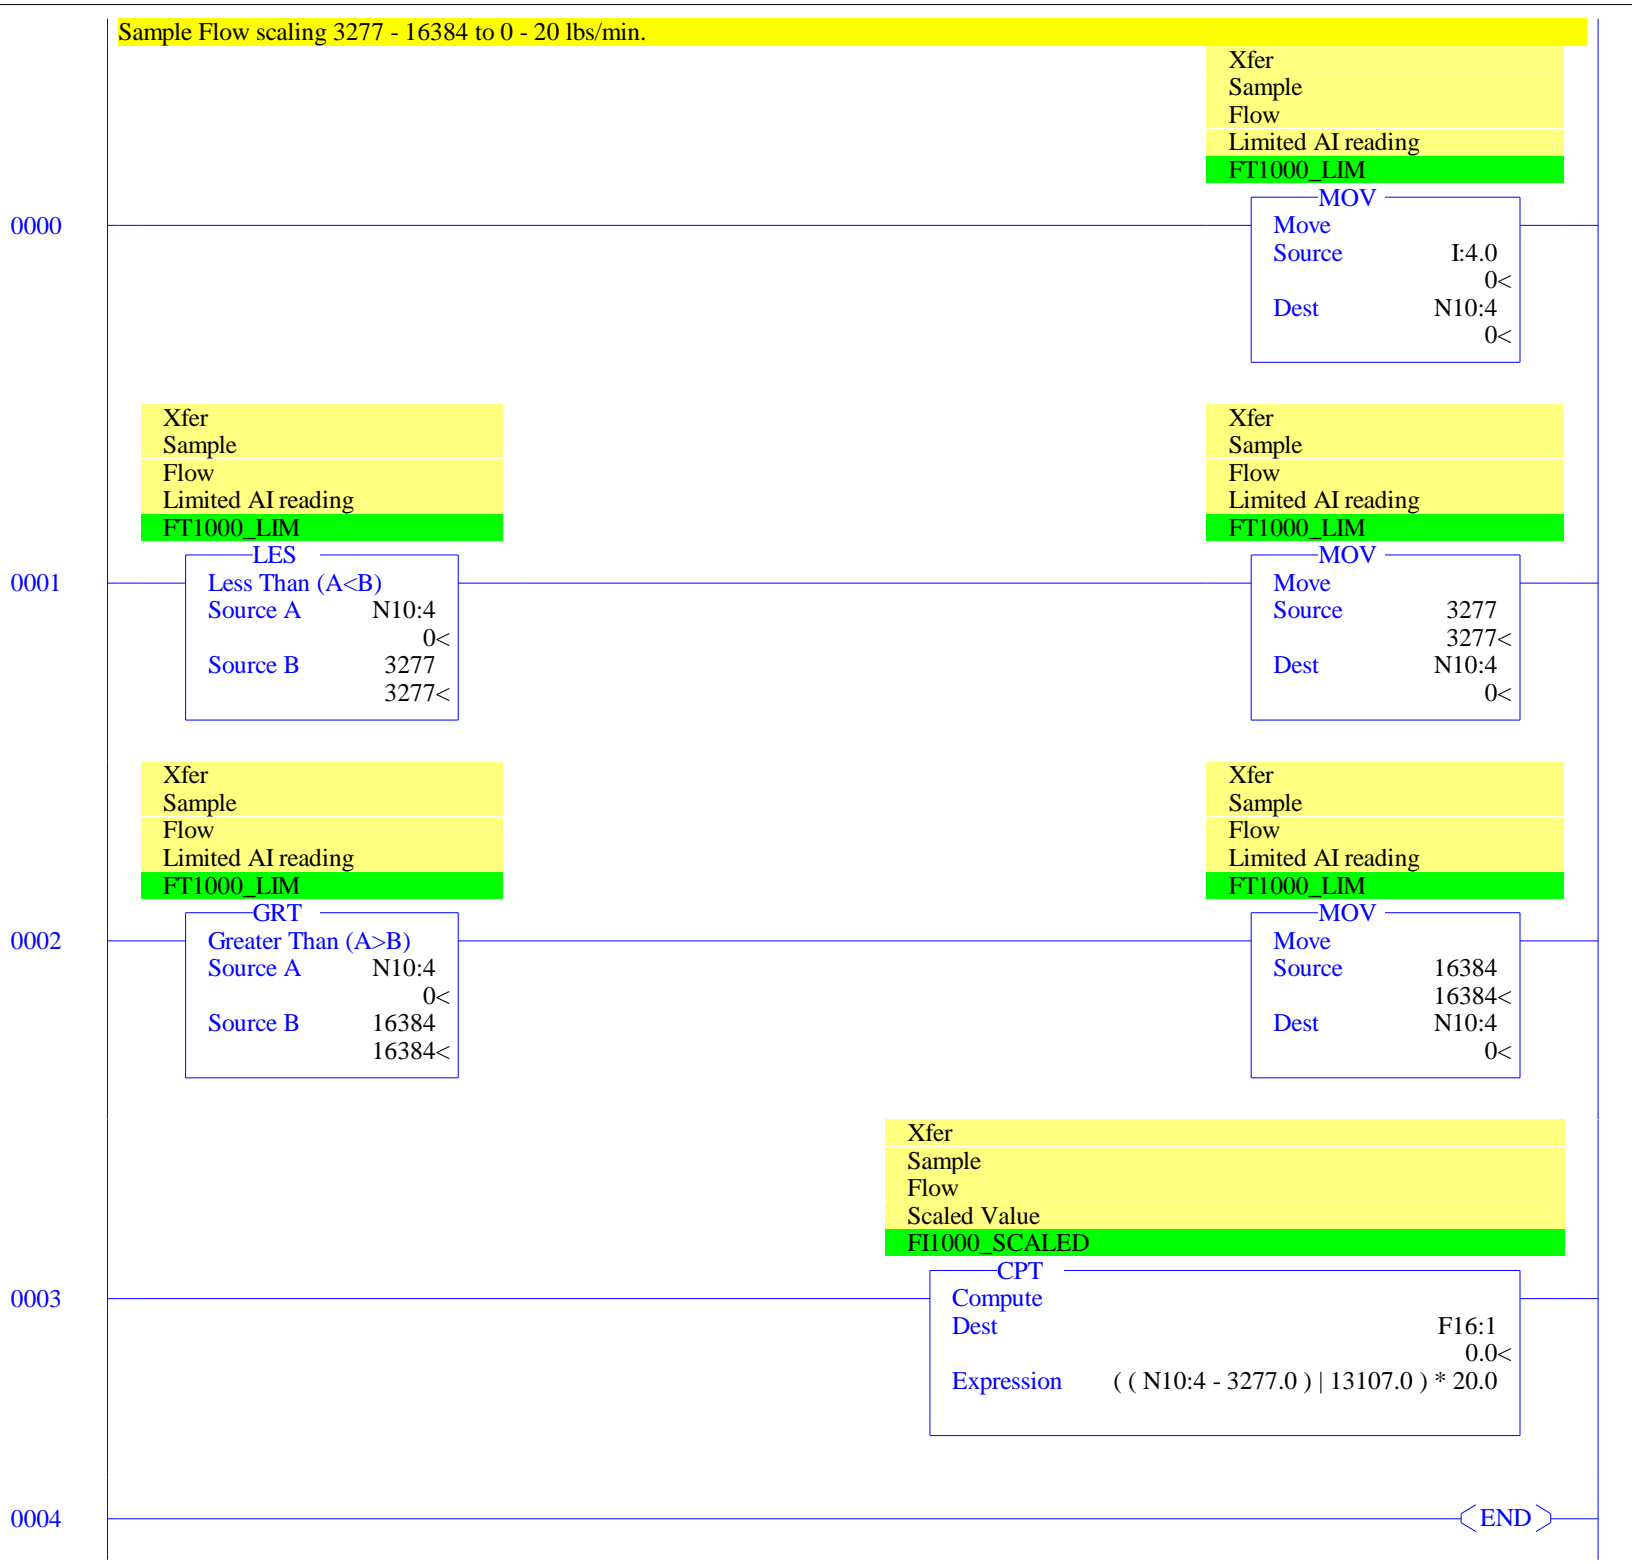 Sample Flow scaling 3277 - 16384 to 0 - 20 lbs/min.
Xfer
Sample
Flow
Limited AI reading
FT1000_LIM
MOV
0000
Move
Source I:4.0
0<
Dest N10:4
0<
Xfer
Sample
Flow
Limited AI reading
FT1000_LIM
LES
0001
Less Than (A<B)
Source A N10:4
0<
Source B 3277
3277<
Xfer
Sample
Flow
Limited AI reading
FT1000_LIM
MOV
Move
Source 3277
3277<
Dest N10:4
0<
Xfer
Sample
Flow
Limited AI reading
FT1000_LIM
GRT
0002
Greater Than (A>B)
Source A N10:4
0<
Source B 16384
16384<
Xfer
Sample
Flow
Limited AI reading
FT1000_LIM
MOV
Move
Source 16384
16384<
Dest N10:4
0<
Xfer
Sample
Flow
Scaled Value
FI1000_SCALED
CPT
0003
Compute
Dest F16:1
0.0<
Expression ( ( N10:4 - 3277.0 ) | 13107.0 ) * 20.0
0004
END